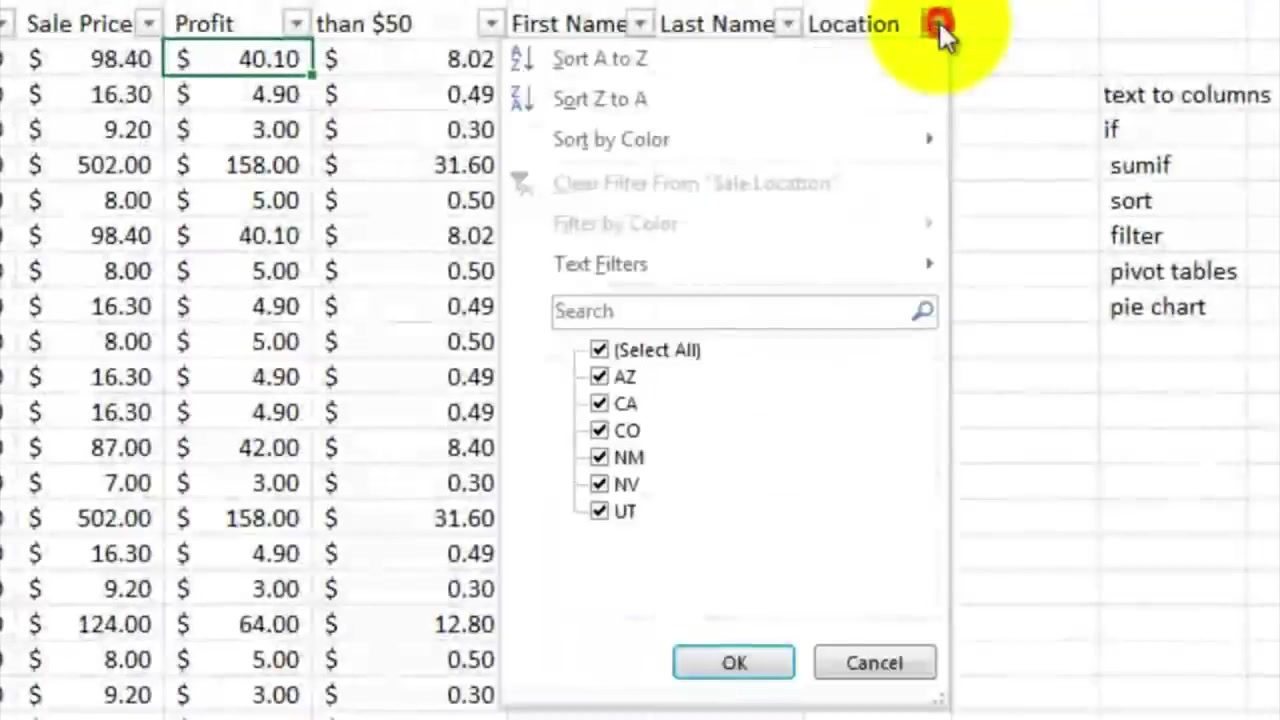 Sale Price Profit than $50 First Name Last Name Location
$ 98.40 $ 40.10 $ 8.02
$ 16.30 $ 4.90 $ 0.49
$ 9.20 $ 3.00 $ 0.30
$ 502.00 $ 158.00 $ 31.60
$ 8.00 $ 5.00 $ 0.50
$ 98.40 $ 40.10 $ 8.02
$ 8.00 $ 5.00 $ 0.50
$ 16.30 $ 4.90 $ 0.49
$ 8.00 $ 5.00 $ 0.50
$ 16.30 $ 4.90 $ 0.49
$ 16.30 $ 4.90 $ 0.49
$ 87.00 $ 42.00 $ 8.40
$ 7.00 $ 3.00 $ 0.30
$ 502.00 $ 158.00 $ 31.60
$ 16.30 $ 4.90 $ 0.49
$ 9.20 $ 3.00 $ 0.30
$ 124.00 $ 64.00 $ 12.80
$ 8.00 $ 5.00 $ 0.50
$ 9.20 $ 3.00 $ 0.30
Sort A to Z
Sort Z to A
Sort by Color
Clear Filter From "Sale Location"
Filter by Color
Text Filters
Search
(Select All)
AZ
CA
CO
NM
NV
UT
OK Cancel
text to columns
if
sumif
sort
filter
pivot tables
pie chart